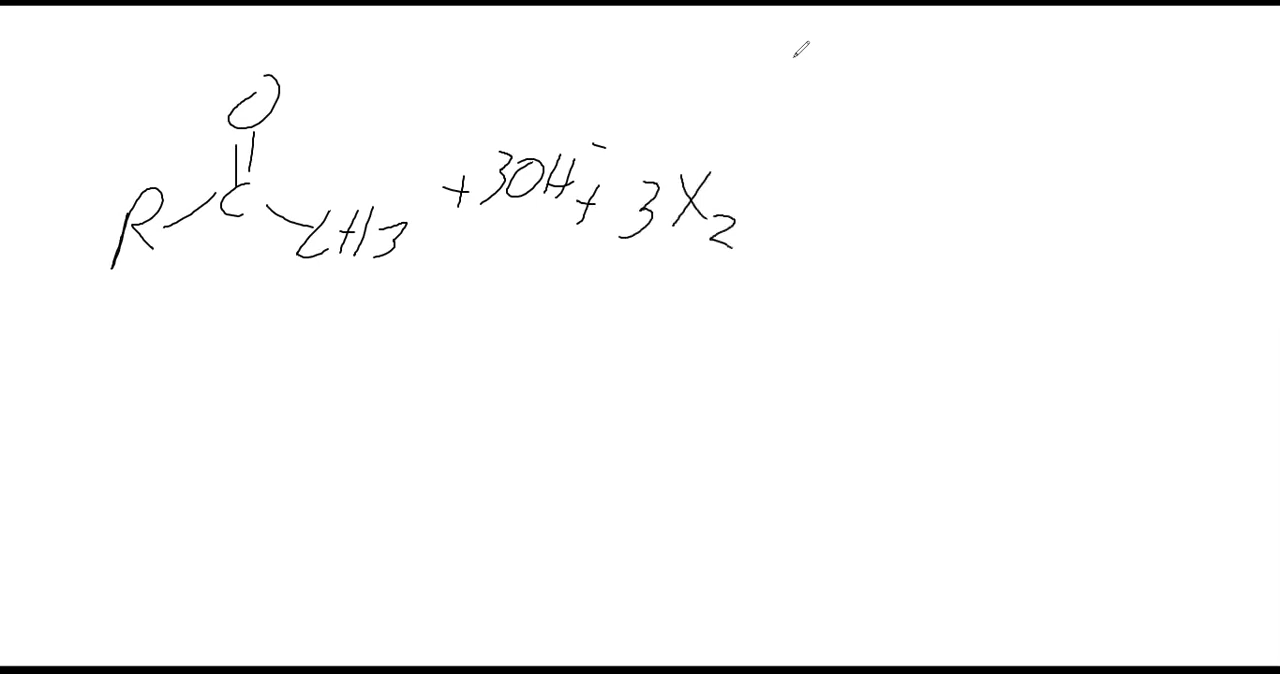 O
||
R C CH3 + 3OH⁻ + 3X₂